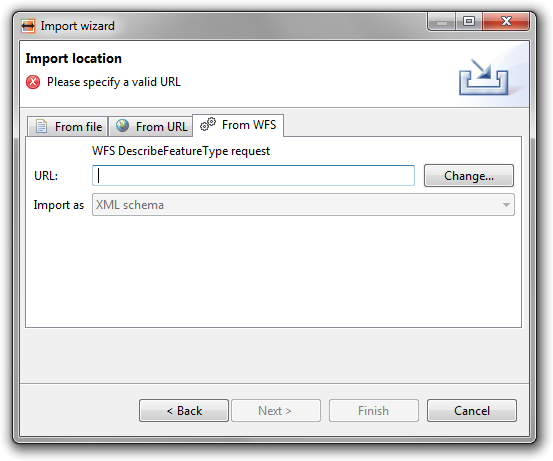 Import wizard
Import location
Please specify a valid URL
From file
From URL
From WFS
WFS DescribeFeatureType request
URL:
Change...
Import as
XML schema
< Back
Next >
Finish
Cancel